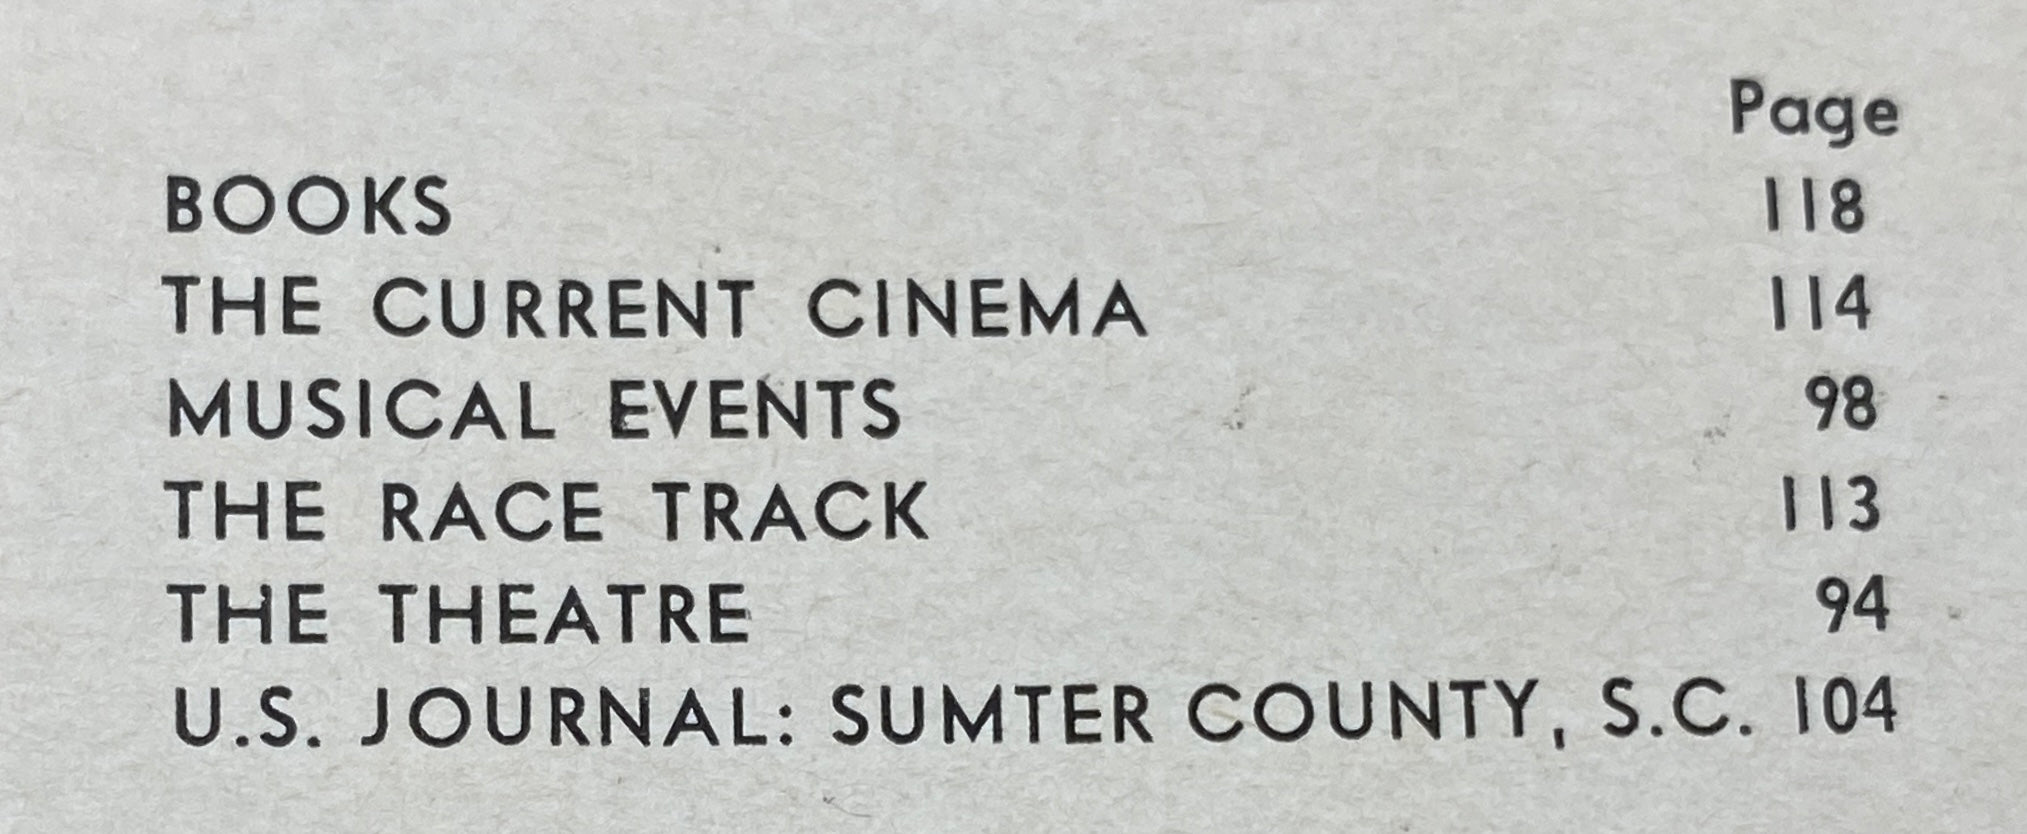 Page
BOOKS 118
THE CURRENT CINEMA 114
MUSICAL EVENTS 98
THE RACE TRACK 113
THE THEATRE 94
U.S. JOURNAL: SUMTER COUNTY, S.C. 104